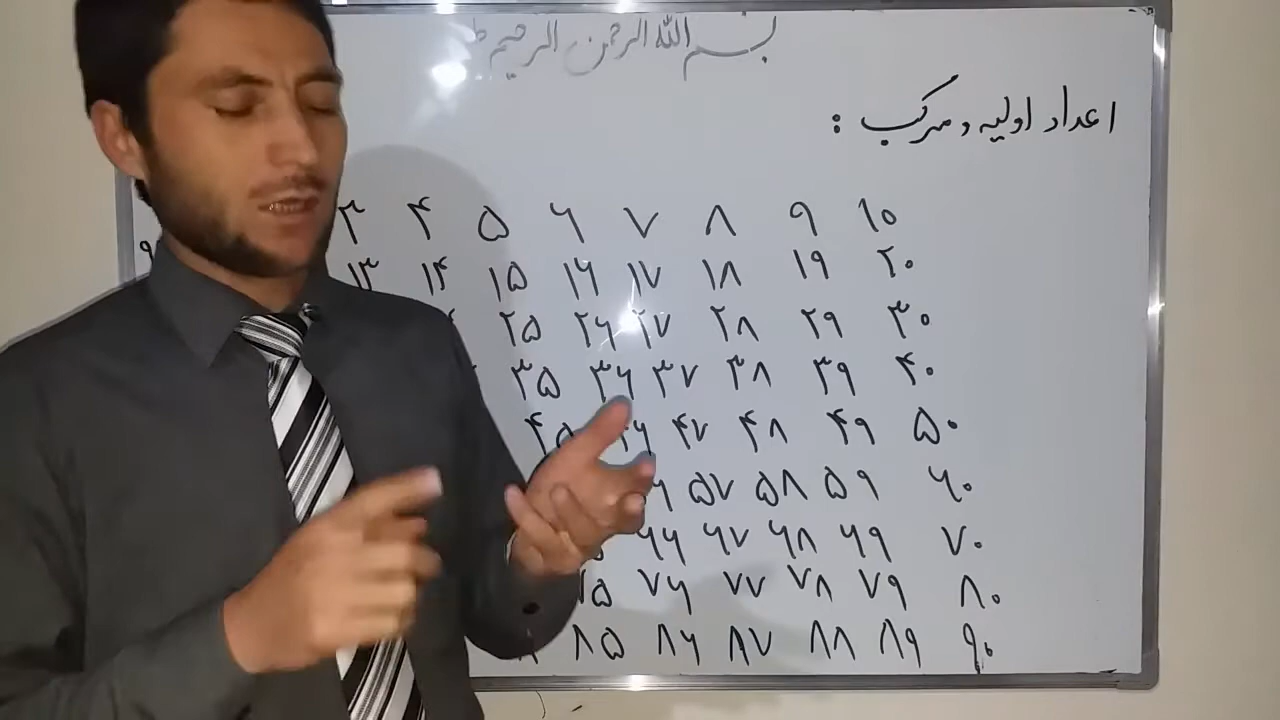 بسم الله الرحمن الرحیم ط
اعداد اولیه و مرکب :
۹ ۳ ۴ ۵ ۶ ۷ ۸ ۹ ۱۰
۱۳ ۱۴ ۱۵ ۱۶ ۱۷ ۱۸ ۱۹ ۲۰
۲۵ ۲۶ ۲۷ ۲۸ ۲۹ ۳۰
۳۵ ۳۶ ۳۷ ۳۸ ۳۹ ۴۰
۴۵ ۴۶ ۴۷ ۴۸ ۴۹ ۵۰
۵۷ ۵۸ ۵۹ ۶۰
۶۶ ۶۷ ۶۸ ۶۹ ۷۰
۷۵ ۷۶ ۷۷ ۷۸ ۷۹ ۸۰
۸۵ ۸۶ ۸۷ ۸۸ ۸۹ ۹۰